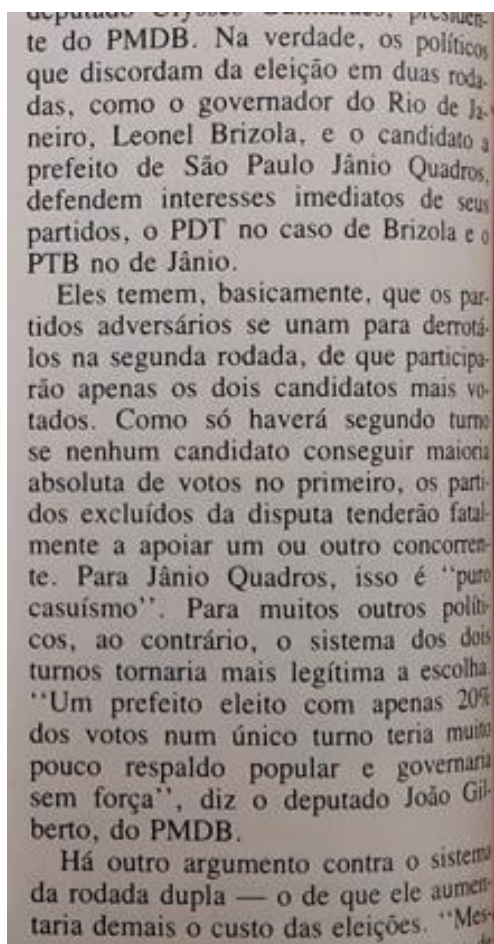 deputado Ulysses Guimarães, presiden-
te do PMDB. Na verdade, os políticos
que discordam da eleição em duas roda-
das, como o governador do Rio de Ja-
neiro, Leonel Brizola, e o candidato a
prefeito de São Paulo Jânio Quadros,
defendem interesses imediatos de seus
partidos, o PDT no caso de Brizola e o
PTB no de Jânio.
Eles temem, basicamente, que os par-
tidos adversários se unam para derrotá-
los na segunda rodada, de que participa-
rão apenas os dois candidatos mais vo-
tados. Como só haverá segundo turno
se nenhum candidato conseguir maioria
absoluta de votos no primeiro, os parti-
dos excluídos da disputa tenderão fatal-
mente a apoiar um ou outro concorren-
te. Para Jânio Quadros, isso é "puro
casuísmo". Para muitos outros políti-
cos, ao contrário, o sistema dos dois
turnos tornaria mais legítima a escolha.
"Um prefeito eleito com apenas 20%
dos votos num único turno teria muito
pouco respaldo popular e governaria
sem força", diz o deputado João Gil-
berto, do PMDB.
Há outro argumento contra o sistema
da rodada dupla — o de que ele aumen-
taria demais o custo das eleições. "Mes-